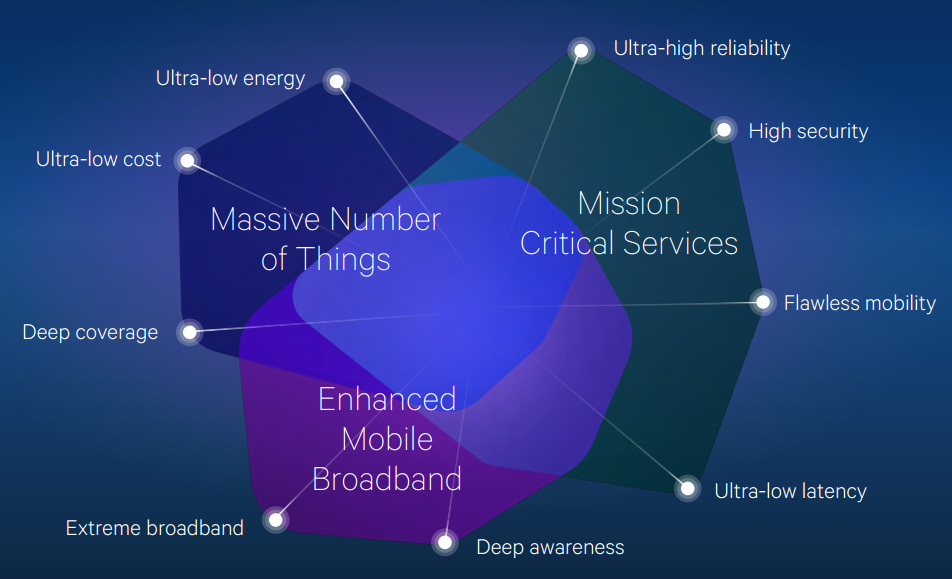 Ultra-high reliability
Ultra-low energy
High security
Ultra-low cost
Massive Number
of Things
Mission
Critical Services
Flawless mobility
Deep coverage
Enhanced
Mobile
Broadband
Ultra-low latency
Extreme broadband
Deep awareness